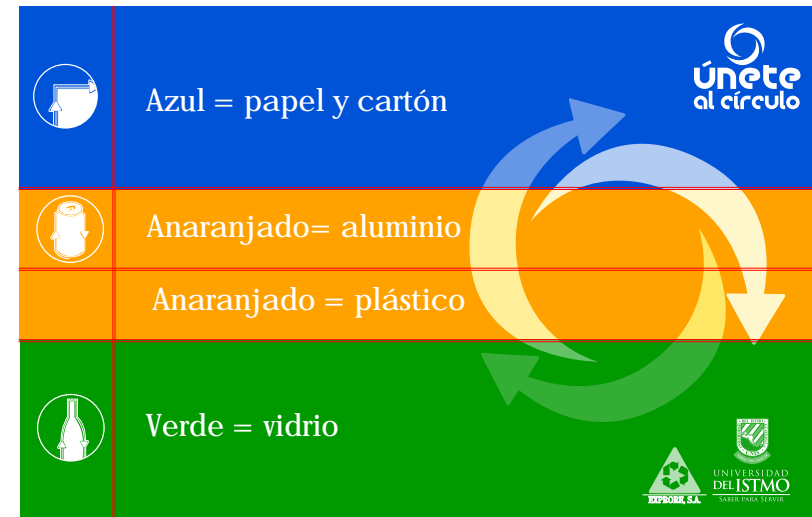 únete
al círculo
Azul = papel y cartón
Anaranjado= aluminio
Anaranjado = plástico
Verde = vidrio
EXPRORE, S.A.
UNIVERSIDAD
DEL ISTMO
SABER PARA SERVIR